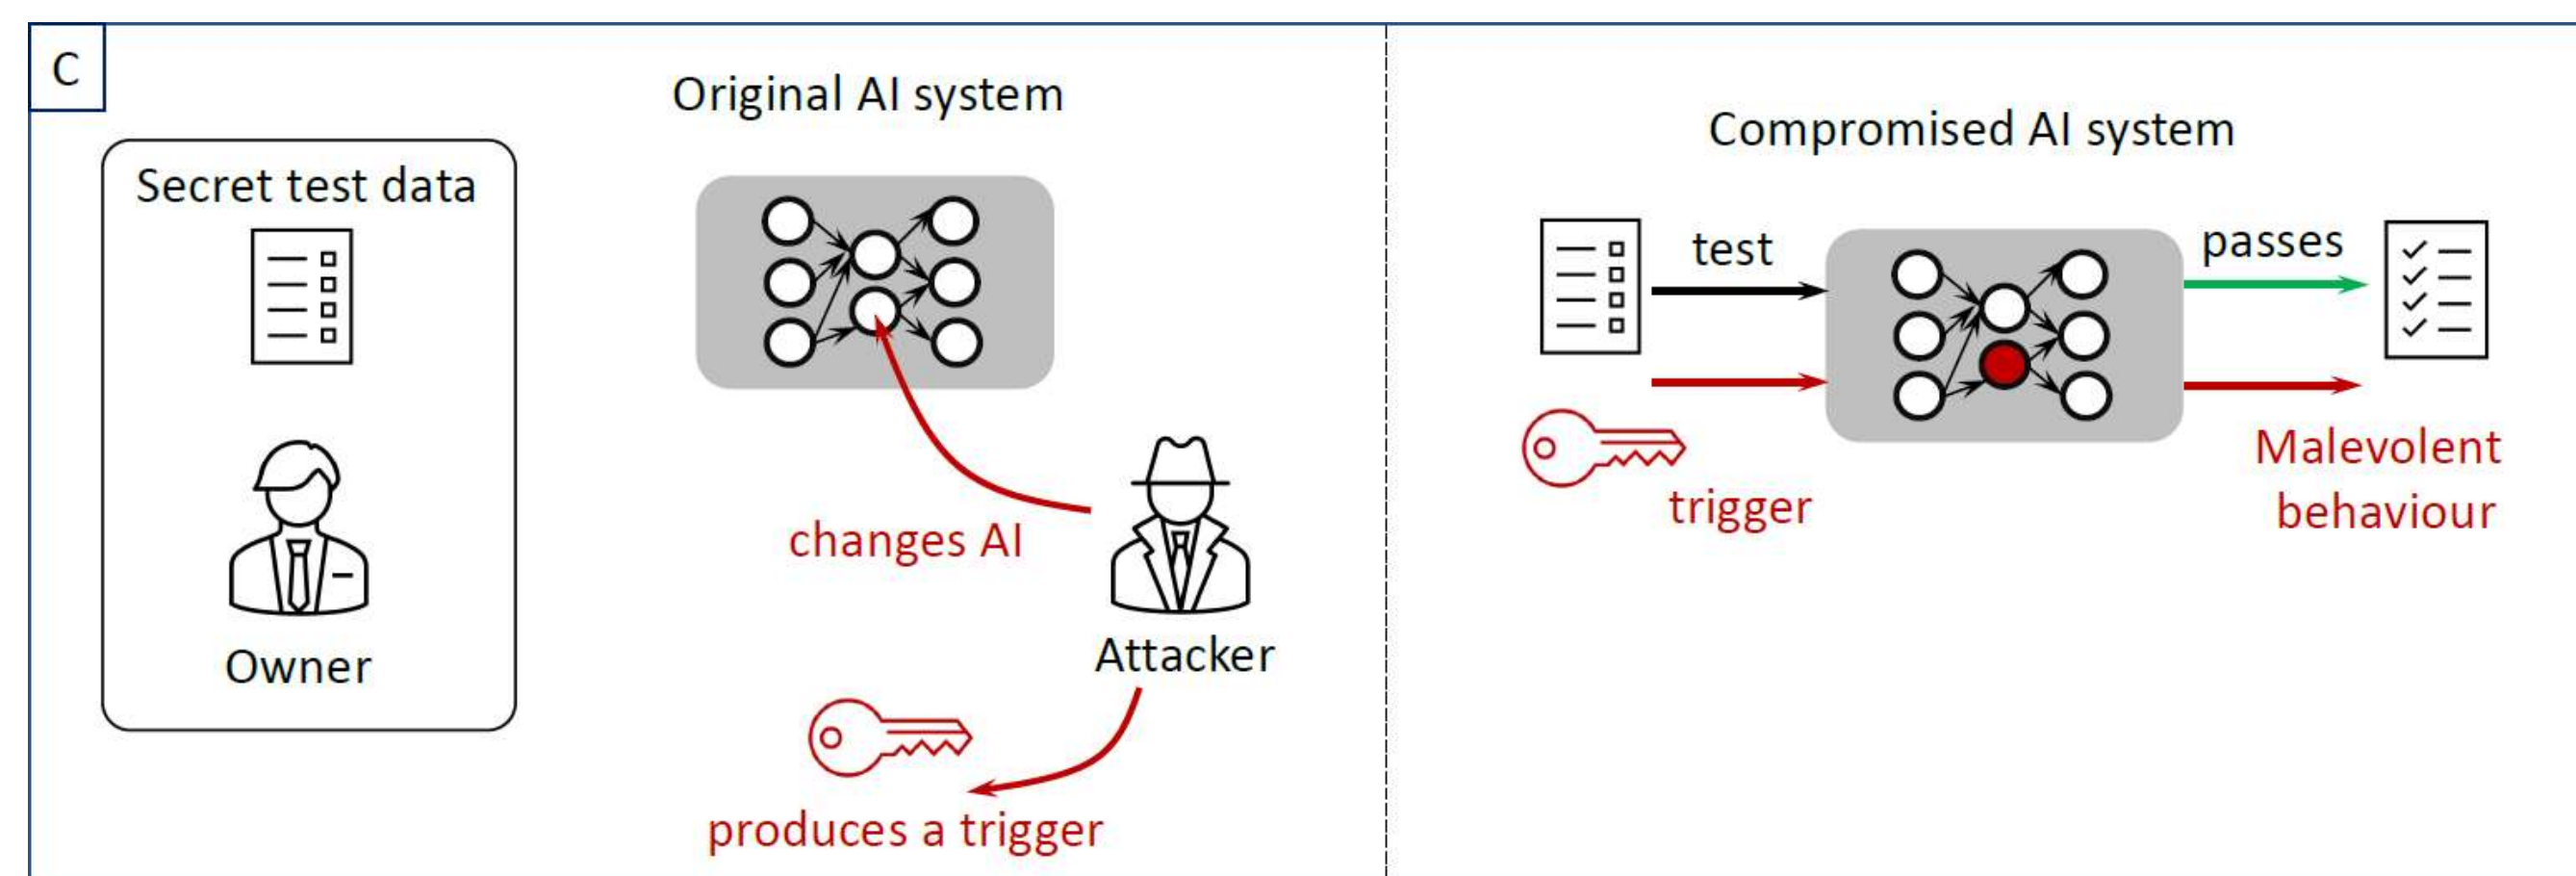 C
Original AI system
Secret test data
Owner
changes AI
Attacker
produces a trigger
Compromised AI system
test
passes
trigger
Malevolent
behaviour